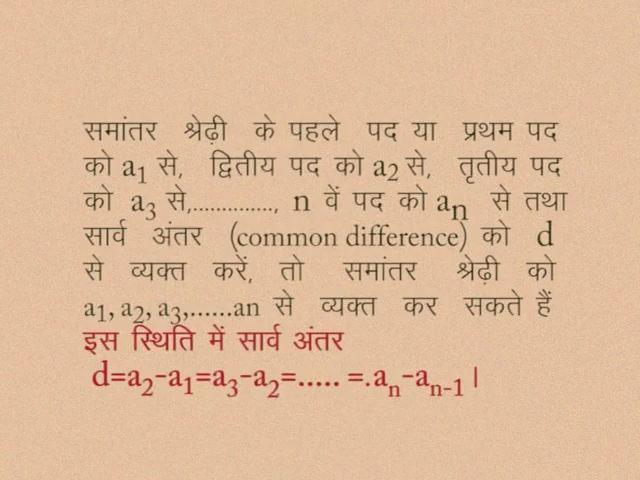 समांतर श्रेढ़ी के पहले पद या प्रथम पद
को a₁ से, द्वितीय पद को a₂ से, तृतीय पद
को a₃ से,.............., n वें पद को aₙ से तथा
सार्व अंतर (common difference) को d
से व्यक्त करें, तो समांतर श्रेढ़ी को
a₁, a₂, a₃,......an से व्यक्त कर सकते हैं
इस स्थिति में सार्व अंतर
d=a₂-a₁=a₃-a₂=..... =.aₙ-aₙ₋₁ |